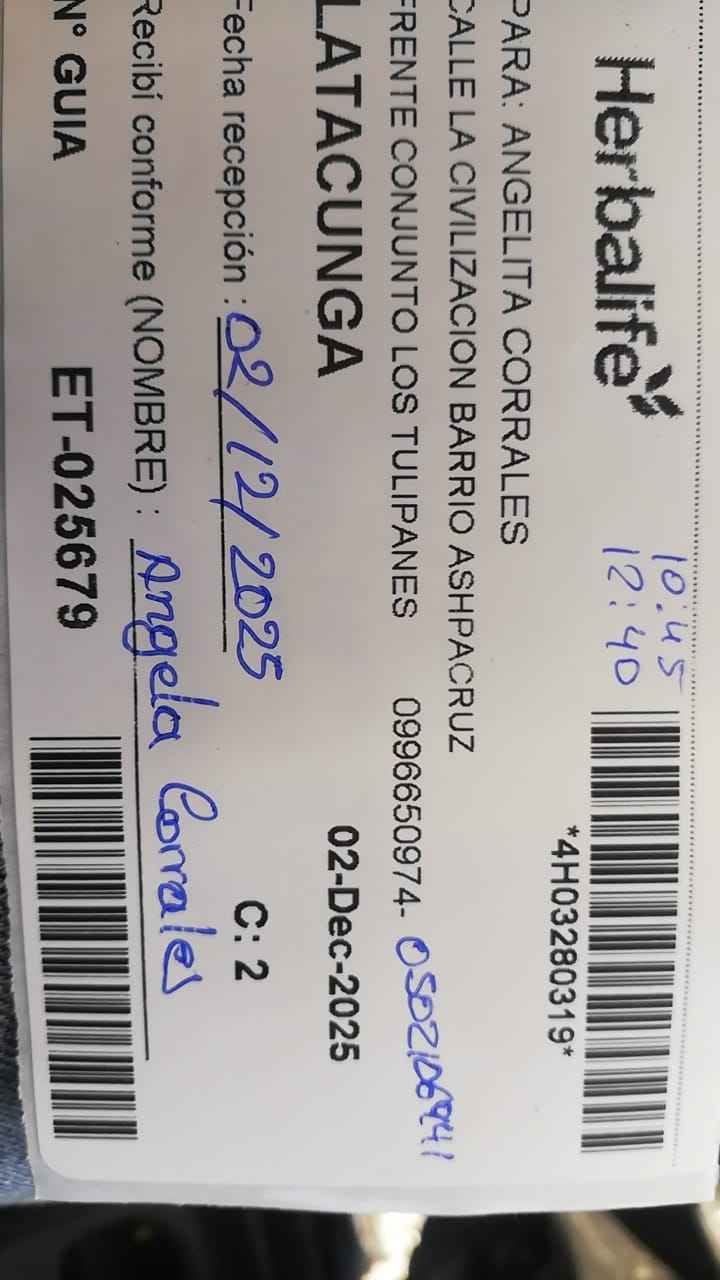 Herbalife
10:45
12:40
*4H03280319*
PARA: ANGELITA CORRALES
CALLE LA CIVILIZACION BARRIO ASHPACRUZ
FRENTE CONJUNTO LOS TULIPANES 0996650974- 0502106941
LATACUNGA 02-Dec-2025
Fecha recepción : 02/12/2025 C: 2
Recibí conforme (NOMBRE) : Angela Corrales
N° GUIA ET-025679